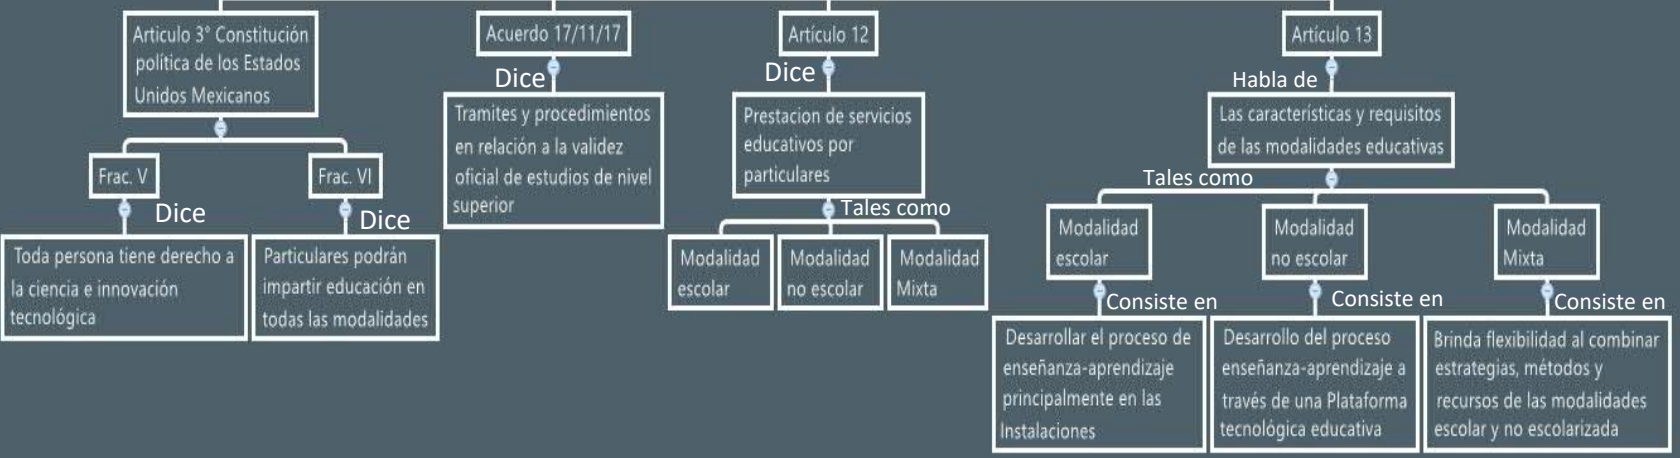 Articulo 3° Constitución
política de los Estados
Unidos Mexicanos
Frac. V
Dice
Toda persona tiene derecho a
la ciencia e innovación
tecnológica
Frac. VI
Dice
Particulares podrán
impartir educación en
todas las modalidades
Acuerdo 17/11/17
Dice
Tramites y procedimientos
en relación a la validez
oficial de estudios de nivel
superior
Artículo 12
Dice
Prestacion de servicios
educativos por
particulares
Tales como
Modalidad
escolar
Modalidad
no escolar
Modalidad
Mixta
Artículo 13
Habla de
Las características y requisitos
de las modalidades educativas
Tales como
Modalidad
escolar
Consiste en
Desarrollar el proceso de
enseñanza-aprendizaje
principalmente en las
Instalaciones
Modalidad
no escolar
Consiste en
Desarrollo del proceso
enseñanza-aprendizaje a
través de una Plataforma
tecnológica educativa
Modalidad
Mixta
Consiste en
Brinda flexibilidad al combinar
estrategias, métodos y
recursos de las modalidades
escolar y no escolarizada